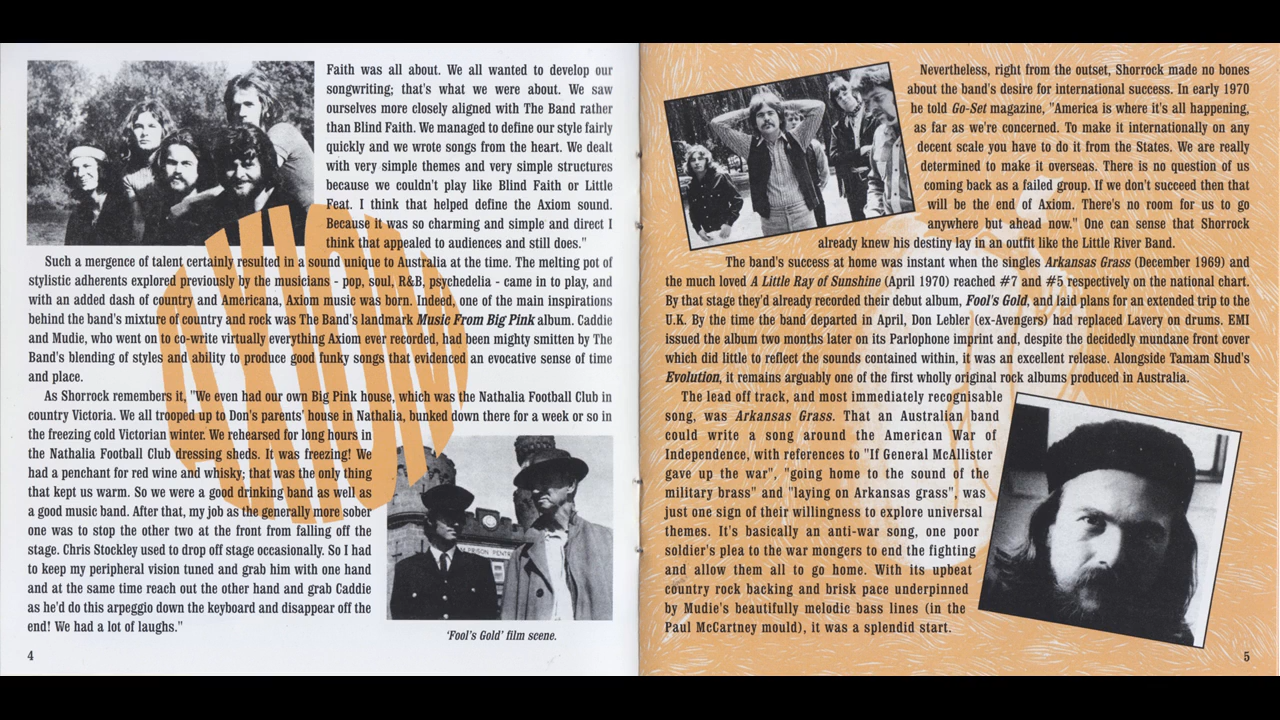 Faith was all about. We all wanted to develop our
songwriting; that's what we were about. We saw
ourselves more closely aligned with The Band rather
than Blind Faith. We managed to define our style fairly
quickly and we wrote songs from the heart. We dealt
with very simple themes and very simple structures
because we couldn't play like Blind Faith or Little
Feat. I think that helped define the Axiom sound.
Because it was so charming and simple and direct I
think that appealed to audiences and still does."
Such a mergence of talent certainly resulted in a sound unique to Australia at the time. The melting pot of
stylistic adherents explored previously by the musicians - pop, soul, R&B, psychedelia - came in to play, and
with an added dash of country and Americana, Axiom music was born. Indeed, one of the main inspirations
behind the band's mixture of country and rock was The Band's landmark Music From Big Pink album. Caddie
and Mudie, who went on to co-write virtually everything Axiom ever recorded, had been mighty smitten by The
Band's blending of styles and ability to produce good funky songs that evidenced an evocative sense of time
and place.
As Shorrock remembers it, "We even had our own Big Pink house, which was the Nathalia Football Club in
country Victoria. We all trooped up to Don's parents' house in Nathalia, bunked down there for a week or so in
the freezing cold Victorian winter. We rehearsed for long hours in
the Nathalia Football Club dressing sheds. It was freezing! We
had a penchant for red wine and whisky; that was the only thing
that kept us warm. So we were a good drinking band as well as
a good music band. After that, my job as the generally more sober
one was to stop the other two at the front from falling off the
stage. Chris Stockley used to drop off stage occasionally. So I had
to keep my peripheral vision tuned and grab him with one hand
and at the same time reach out the other hand and grab Caddie
as he'd do this arpeggio down the keyboard and disappear off the
end! We had a lot of laughs."
AXIOM
PRISON PENTR
'Fool's Gold' film scene.
4
Nevertheless, right from the outset, Shorrock made no bones
about the band's desire for international success. In early 1970
he told Go-Set magazine, "America is where it's all happening,
as far as we're concerned. To make it internationally on any
decent scale you have to do it from the States. We are really
determined to make it overseas. There is no question of us
coming back as a failed group. If we don't succeed then that
will be the end of Axiom. There's no room for us to go
anywhere but ahead now." One can sense that Shorrock
already knew his destiny lay in an outfit like the Little River Band.
The band's success at home was instant when the singles Arkansas Grass (December 1969) and
the much loved A Little Ray of Sunshine (April 1970) reached #7 and #5 respectively on the national chart.
By that stage they'd already recorded their debut album, Fool's Gold, and laid plans for an extended trip to the
U.K. By the time the band departed in April, Don Lebler (ex-Avengers) had replaced Lavery on drums. EMI
issued the album two months later on its Parlophone imprint and, despite the decidedly mundane front cover
which did little to reflect the sounds contained within, it was an excellent release. Alongside Tamam Shud's
Evolution, it remains arguably one of the first wholly original rock albums produced in Australia.
The lead off track, and most immediately recognisable
song, was Arkansas Grass. That an Australian band
could write a song around the American War of
Independence, with references to "If General McAllister
gave up the war", "going home to the sound of the
military brass" and "laying on Arkansas grass", was
just one sign of their willingness to explore universal
themes. It's basically an anti-war song, one poor
soldier's plea to the war mongers to end the fighting
and allow them all to go home. With its upbeat
country rock backing and brisk pace underpinned
by Mudie's beautifully melodic bass lines (in the
Paul McCartney mould), it was a splendid start.
5